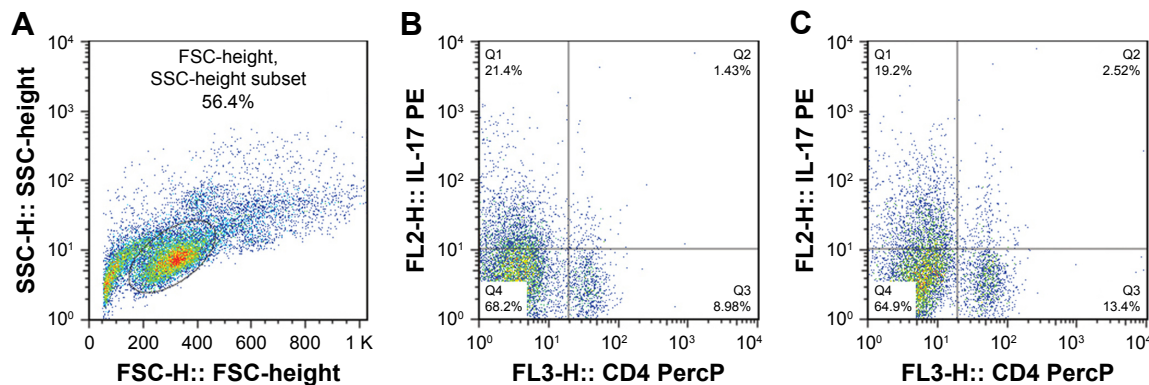 A
SSC-H:: SSC-height
10⁴
10³
10²
10¹
10⁰
FSC-height,
SSC-height subset
56.4%
0 200 400 600 800 1 K
FSC-H:: FSC-height
B
FL2-H:: IL-17 PE
10⁴
10³
10²
10¹
10⁰
Q1
21.4%
Q2
1.43%
Q4
68.2%
Q3
8.98%
10⁰ 10¹ 10² 10³ 10⁴
FL3-H:: CD4 PercP
C
FL2-H:: IL-17 PE
10⁴
10³
10²
10¹
10⁰
Q1
19.2%
Q2
2.52%
Q4
64.9%
Q3
13.4%
10⁰ 10¹ 10² 10³ 10⁴
FL3-H:: CD4 PercP